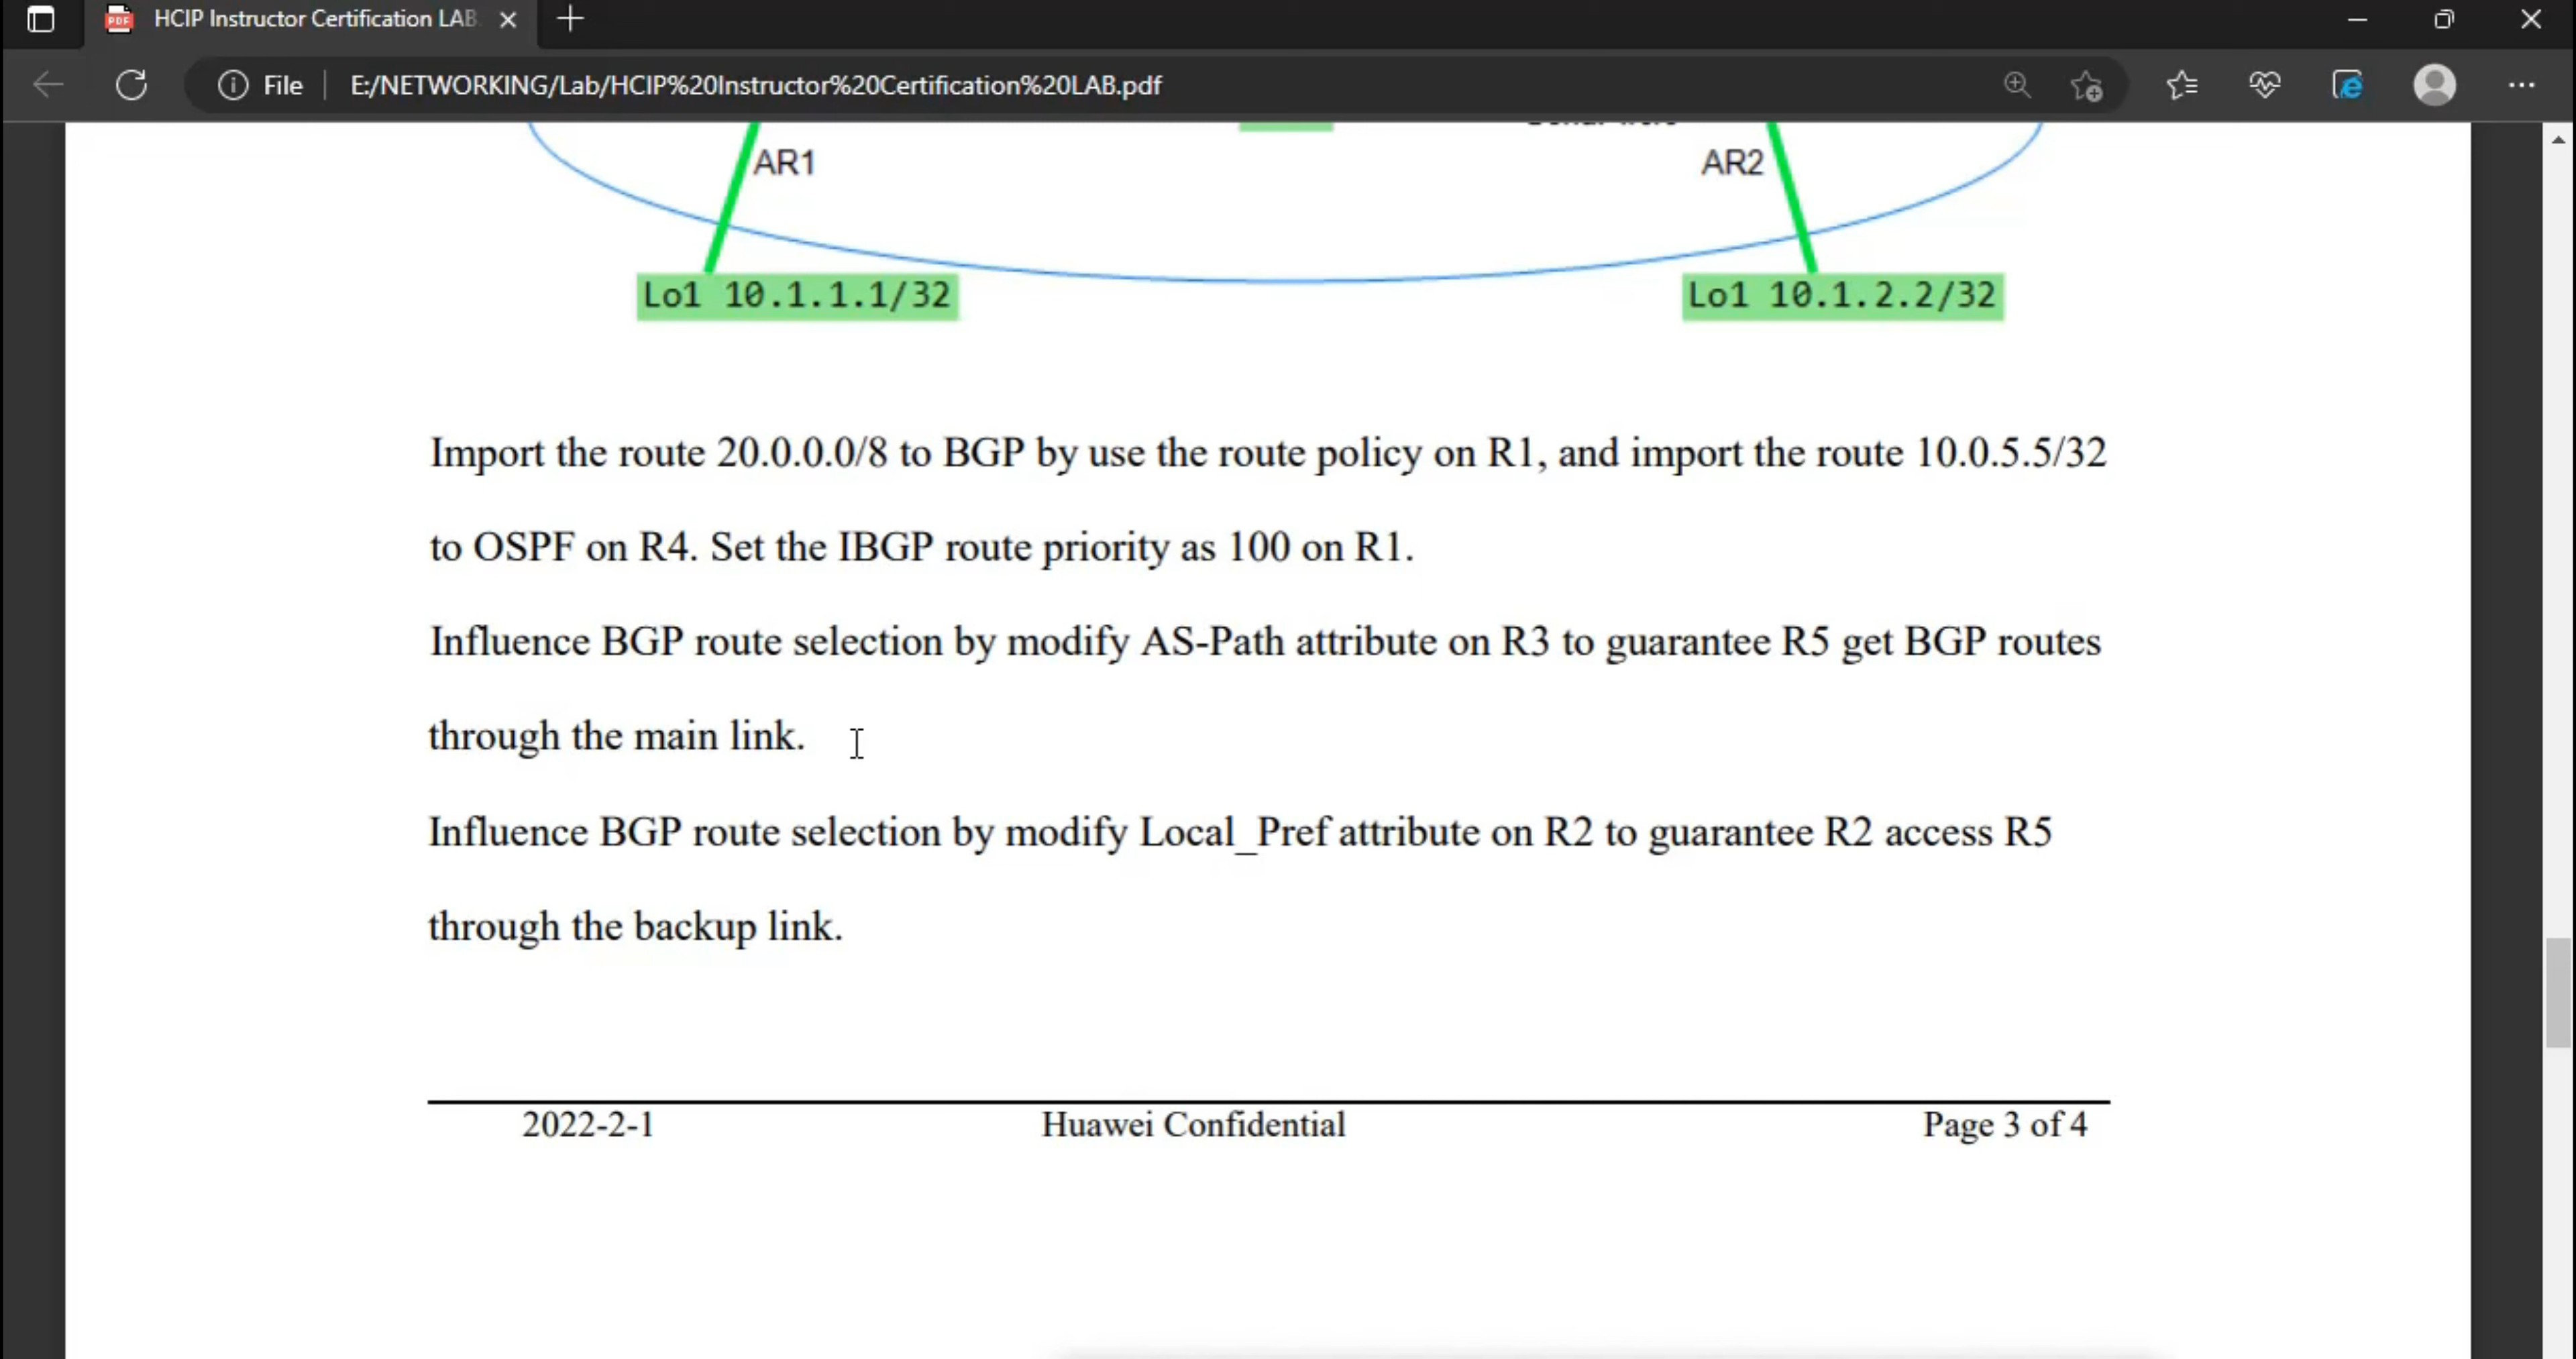 HCIP Instructor Certification LAB
File
E:/NETWORKING/Lab/HCIP%20Instructor%20Certification%20LAB.pdf
AR1
AR2
Lo1 10.1.1.1/32
Lo1 10.1.2.2/32
Import the route 20.0.0.0/8 to BGP by use the route policy on R1, and import the route 10.0.5.5/32
to OSPF on R4. Set the IBGP route priority as 100 on R1.
Influence BGP route selection by modify AS-Path attribute on R3 to guarantee R5 get BGP routes
through the main link.
Influence BGP route selection by modify Local_Pref attribute on R2 to guarantee R2 access R5
through the backup link.
2022-2-1
Huawei Confidential
Page 3 of 4